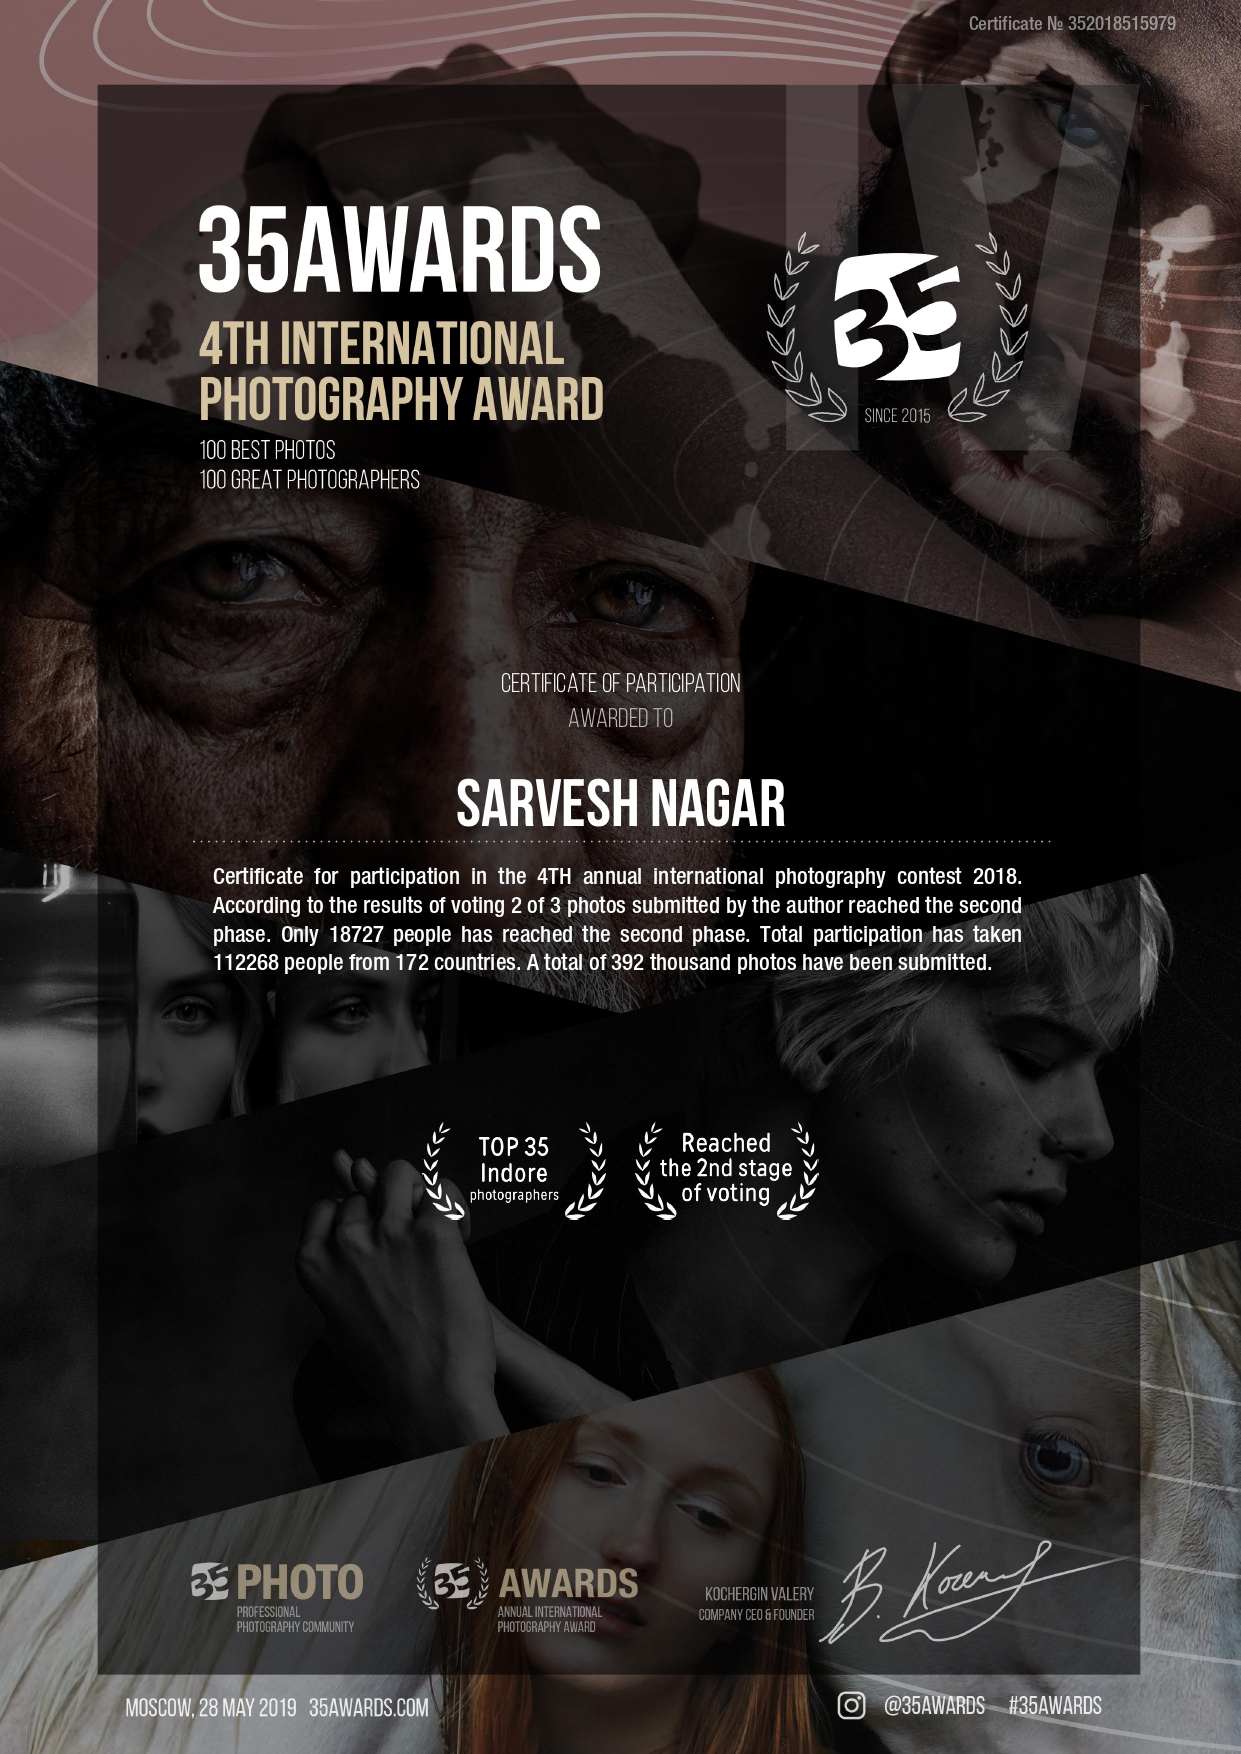 Certificate № 352018515979
35AWARDS
4TH INTERNATIONAL
PHOTOGRAPHY AWARD
100 BEST PHOTOS
100 GREAT PHOTOGRAPHERS
IV
35
SINCE 2015
CERTIFICATE OF PARTICIPATION
AWARDED TO
SARVESH NAGAR
Certificate for participation in the 4TH annual international photography contest 2018.
According to the results of voting 2 of 3 photos submitted by the author reached the second
phase. Only 18727 people has reached the second phase. Total participation has taken
112268 people from 172 countries. A total of 392 thousand photos have been submitted.
TOP 35
Indore
photographers
Reached
the 2nd stage
of voting
35 PHOTO
PROFESSIONAL
PHOTOGRAPHY COMMUNITY
35 AWARDS
ANNUAL INTERNATIONAL
PHOTOGRAPHY AWARD
KOCHERGIN VALERY
COMPANY CEO & FOUNDER
MOSCOW, 28 MAY 2019 35AWARDS.COM
@35AWARDS #35AWARDS